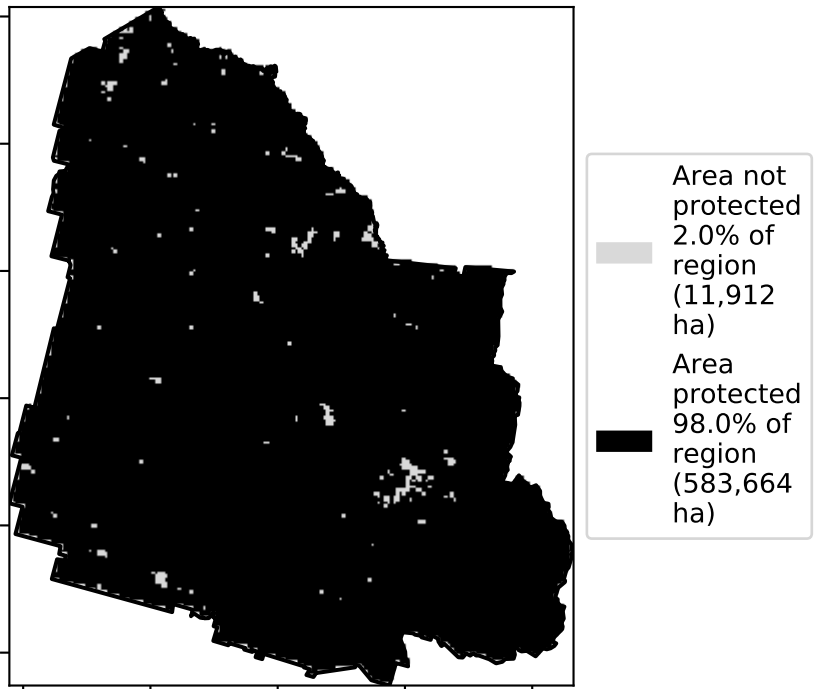 Area not
protected
2.0% of
region
(11,912
ha)
Area
protected
98.0% of
region
(583,664
ha)